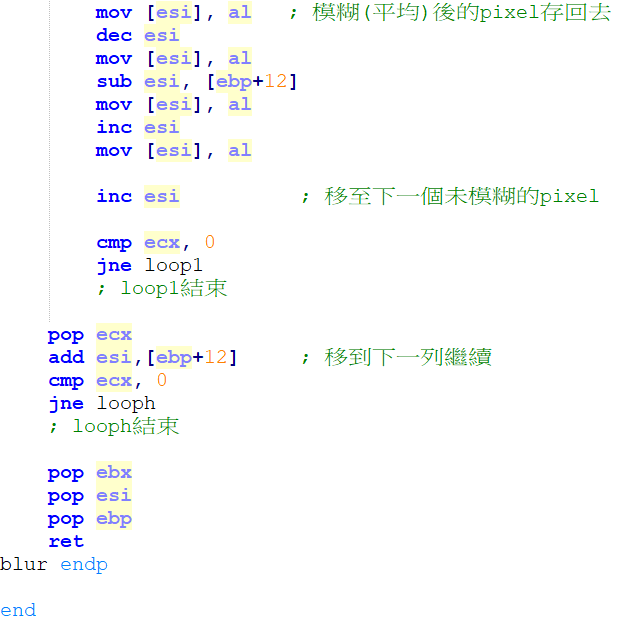 mov [esi], al ; 模糊(平均)後的pixel存回去
dec esi
mov [esi], al
sub esi, [ebp+12]
mov [esi], al
inc esi
mov [esi], al
inc esi ; 移至下一個未模糊的pixel
cmp ecx, 0
jne loop1
; loop1結束
pop ecx
add esi,[ebp+12] ; 移到下一列繼續
cmp ecx, 0
jne looph
; looph結束
pop ebx
pop esi
pop ebp
ret
blur endp
end